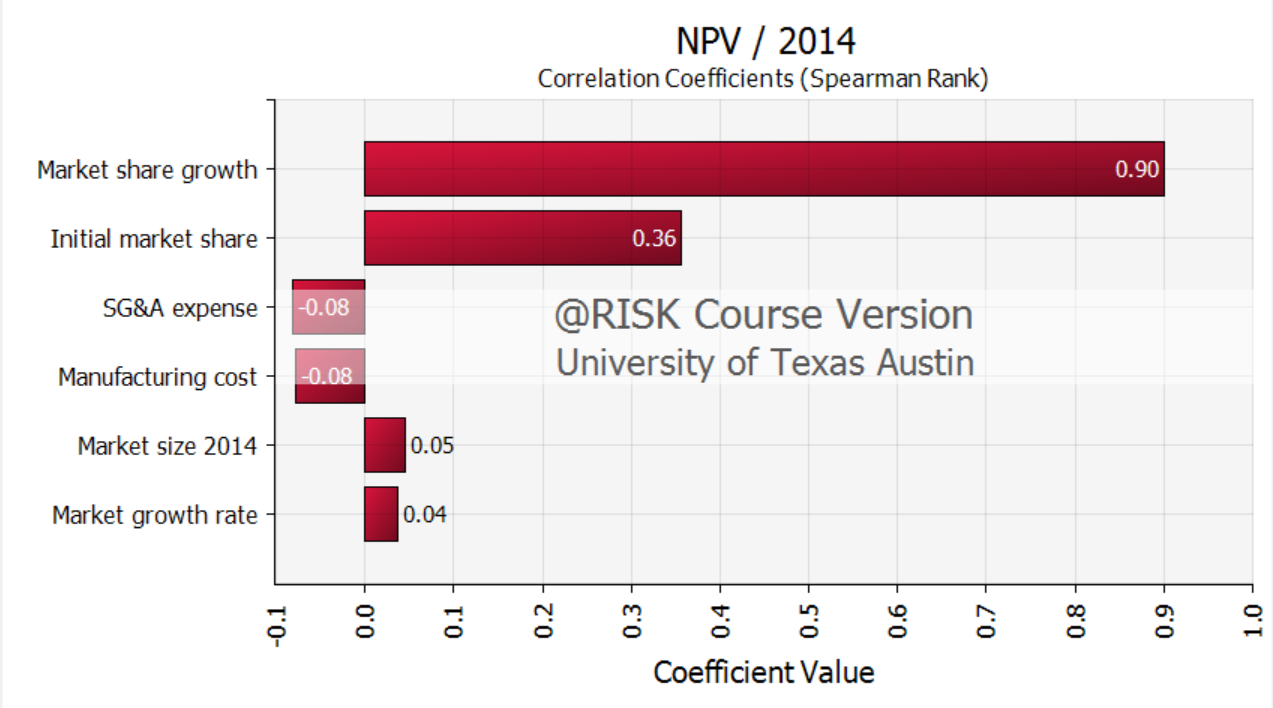 NPV / 2014
Correlation Coefficients (Spearman Rank)
Market share growth
0.90
Initial market share
0.36
SG&A expense
-0.08
@RISK Course Version
University of Texas Austin
Manufacturing cost
-0.08
Market size 2014
0.05
Market growth rate
0.04
-0.1 0.0 0.1 0.2 0.3 0.4 0.5 0.6 0.7 0.8 0.9 1.0
Coefficient Value